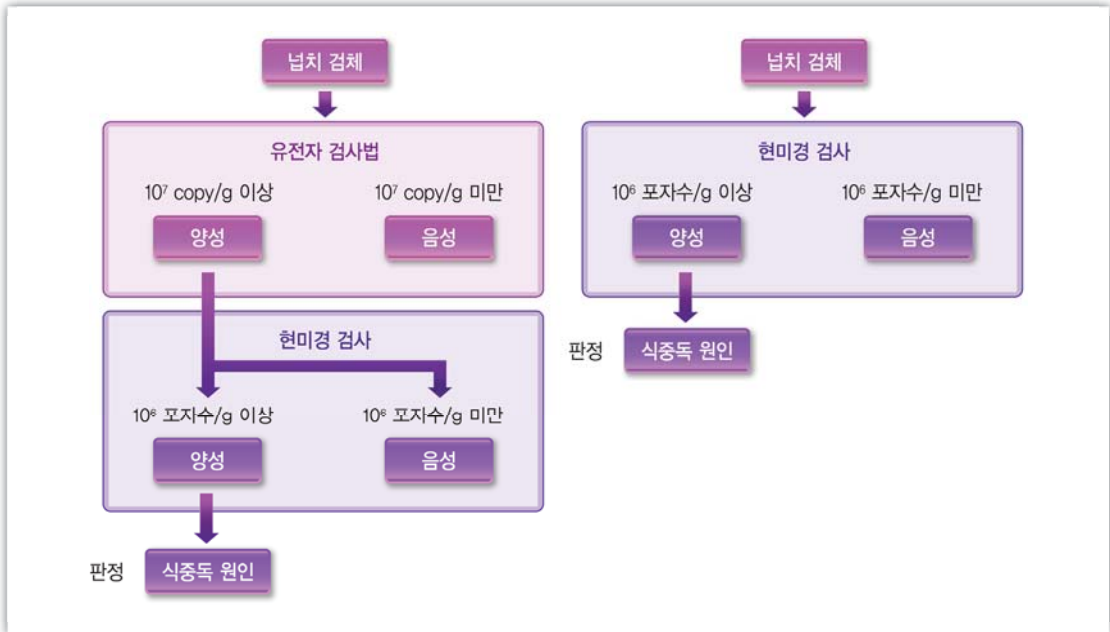 넙치 검체
유전자 검사법
10⁷ copy/g 이상
10⁷ copy/g 미만
양성
음성
현미경 검사
10⁶ 포자수/g 이상
10⁶ 포자수/g 미만
양성
음성
판정
식중독 원인
넙치 검체
현미경 검사
10⁶ 포자수/g 이상
10⁶ 포자수/g 미만
양성
음성
판정
식중독 원인